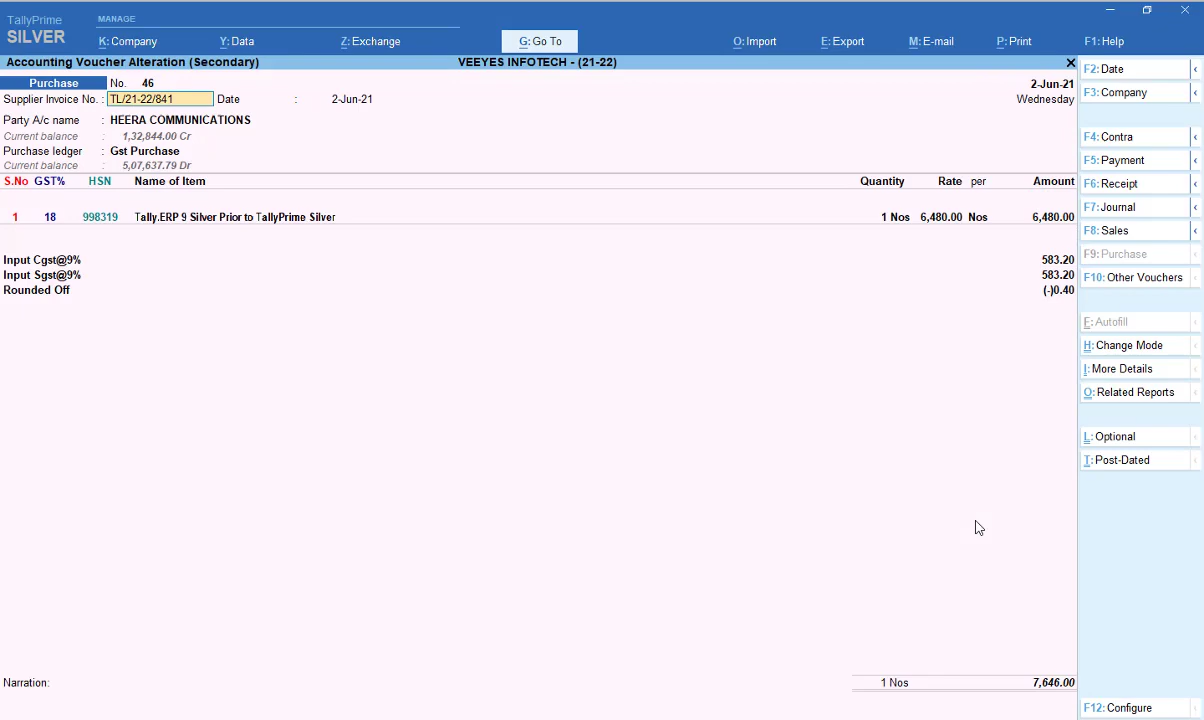 TallyPrime
MANAGE
SILVER
K: Company Y: Data Z: Exchange G: Go To O: Import E: Export M: E-mail P: Print F1: Help
Accounting Voucher Alteration (Secondary) VEEYES INFOTECH - (21-22)
Purchase No. 46 2-Jun-21
Supplier Invoice No. : TL/21-22/841 Date : 2-Jun-21 Wednesday
Party A/c name : HEERA COMMUNICATIONS
Current balance : 1,32,844.00 Cr
Purchase ledger : Gst Purchase
Current balance : 5,07,637.79 Dr
S.No GST% HSN Name of Item Quantity Rate per Amount
1 18 998319 Tally.ERP 9 Silver Prior to TallyPrime Silver 1 Nos 6,480.00 Nos 6,480.00
Input Cgst@9% 583.20
Input Sgst@9% 583.20
Rounded Off (-)0.40
Narration: 1 Nos 7,646.00
F2: Date
F3: Company
F4: Contra
F5: Payment
F6: Receipt
F7: Journal
F8: Sales
F9: Purchase
F10: Other Vouchers
E: Autofill
H: Change Mode
I: More Details
O: Related Reports
L: Optional
T: Post-Dated
F12: Configure